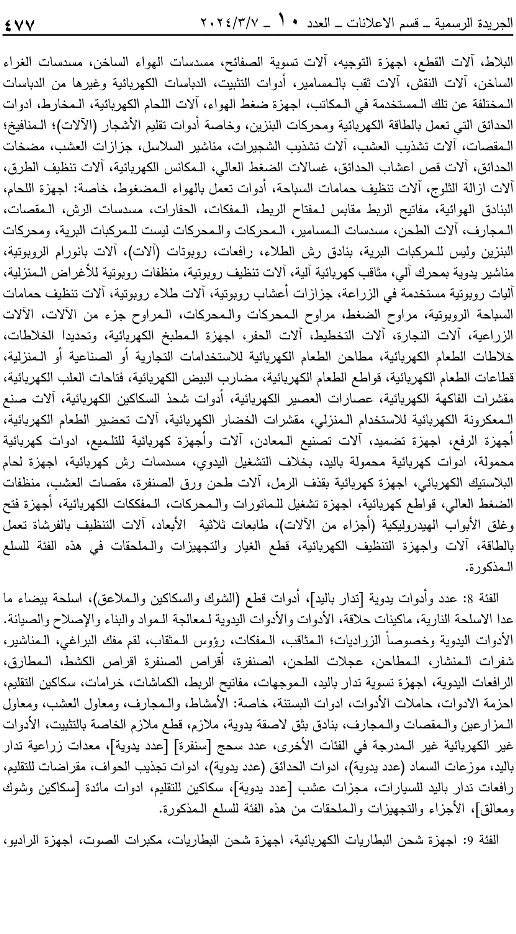 الجريدة الرسمية ـ قسم الاعلانات ـ العدد ١٠ ـ ٢٠٢٤/٣/٧ ٤٧٧
البلاط، آلات القطع، اجهزة التوجيه، آلات تسوية الصفائح، مسدسات الهواء الساخن، مسدسات الغراء
الساخن، آلات النقش، آلات ثقب بالمسامير، أدوات التثبيت، الدباسات الكهربائية وغيرها من الدباسات
المختلفة عن تلك المستخدمة في المكاتب، اجهزة ضغط الهواء، آلات اللحام الكهربائية، المخارط، ادوات
الحدائق التي تعمل بالطاقة الكهربائية ومحركات البنزين، وخاصة أدوات تقليم الأشجار (الآلات)؛ المنافيخ؛
المقصات، آلات تشذيب العشب، آلات تشذيب الشجيرات، مناشير السلاسل، جزازات العشب، مضخات
الحدائق، آلات قص اعشاب الحدائق، غسالات الضغط العالي، المكانس الكهربائية، آلات تنظيف الطرق،
آلات ازالة الثلوج، آلات تنظيف حمامات السباحة، أدوات تعمل بالهواء المضغوط، خاصة: اجهزة اللحام،
البنادق الهوائية، مفاتيح الربط مقابس لمفتاح الربط، المفكات، الحفارات، مسدسات الرش، المقصات،
المجارف، آلات الطحن، مسدسات المسامير، المحركات والمحركات ليست للمركبات البرية، ومحركات
البنزين وليس للمركبات البرية، بنادق رش الطلاء، رافعات، روبوتات (آلات)، آلات بانورام الروبوتية،
مناشير يدوية بمحرك آلي، مثاقب كهربائية آلية، آلات تنظيف روبوتية، منظفات روبوتية للأغراض المنزلية،
آليات روبوتية مستخدمة في الزراعة، جزازات أعشاب روبوتية، آلات طلاء روبوتية، آلات تنظيف حمامات
السباحة الروبوتية، مراوح الضغط، مراوح المحركات والمحركات، المراوح جزء من الآلات، الآلات
الزراعية، آلات النجارة، آلات التخطيط، آلات الحفر، اجهزة المطبخ الكهربائية، وتحديدا الخلاطات،
خلاطات الطعام الكهربائية، مطاحن الطعام الكهربائية للاستخدامات التجارية أو الصناعية أو المنزلية،
قطاعات الطعام الكهربائية، قواطع الطعام الكهربائية، مضارب البيض الكهربائية، فتاحات العلب الكهربائية،
مقشرات الفاكهة الكهربائية، عصارات العصير الكهربائية، أدوات شحذ السكاكين الكهربائية، آلات صنع
المعكرونة الكهربائية للاستخدام المنزلي، مقشرات الخضار الكهربائية، آلات تحضير الطعام الكهربائية،
أجهزة الرفع، اجهزة تضميد، آلات تصنيع المعادن، آلات وأجهزة كهربائية للتلميع، ادوات كهربائية
محمولة، ادوات كهربائية محمولة باليد، بخلاف التشغيل اليدوي، مسدسات رش كهربائية، اجهزة لحام
البلاستيك الكهربائي، اجهزة كهربائية بقذف الرمل، آلات طحن ورق الصنفرة، مقصات العشب، منظفات
الضغط العالي، قواطع كهربائية، اجهزة تشغيل للماتورات والمحركات، المفككات الكهربائية، أجهزة فتح
وغلق الأبواب الهيدروليكية (أجزاء من الآلات)، طابعات ثلاثية الأبعاد، آلات التنظيف بالفرشاة تعمل
بالطاقة، آلات واجهزة التنظيف الكهربائية، قطع الغيار والتجهيزات والملحقات في هذه الفئة للسلع
المذكورة.
الفئة 8: عدد وأدوات يدوية [تدار باليد]، أدوات قطع (الشوك والسكاكين والملاعق)، اسلحة بيضاء ما
عدا الاسلحة النارية، ماكينات حلاقة، الأدوات والأدوات اليدوية لمعالجة المواد والبناء والإصلاح والصيانة.
الأدوات اليدوية وخصوصاً الزراديات؛ المثاقب، المفكات، رؤوس المثقاب، لقم مفك البراغي، المناشير،
شفرات المنشار، المطاحن، عجلات الطحن، الصنفرة، أقراص الصنفرة اقراص الكشط، المطارق،
الرافعات اليدوية، اجهزة تسوية تدار باليد، الموجهات، مفاتيح الربط، الكماشات، خرامات، سكاكين التقليم،
احزمة الادوات، حاملات الأدوات، ادوات البستنة، خاصة: الأمشاط، والمجارف، ومعاول العشب، ومعاول
المزارعين والمقصات والمجارف، بنادق بثق لاصقة يدوية، ملازم، قطع ملازم الخاصة بالتثبيت، الأدوات
غير الكهربائية غير المدرجة في الفئات الأخرى، عدد سحج [سنفرة] [عدد يدوية]، معدات زراعية تدار
باليد، موزعات السماد (عدد يدوية)، ادوات الحدائق (عدد يدوية)، ادوات تجذيب الحواف، مقراضات للتقليم،
رافعات تدار باليد للسيارات، مجزات عشب [عدد يدوية]، سكاكين للتقليم، ادوات مائدة [سكاكين وشوك
ومعالق]، الأجزاء والتجهيزات والملحقات من هذه الفئة للسلع المذكورة.
الفئة 9: اجهزة شحن البطاريات الكهربائية، اجهزة شحن البطاريات، مكبرات الصوت، اجهزة الراديو،